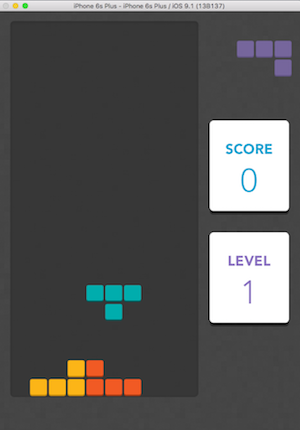 iPhone 6s Plus - iPhone 6s Plus / iOS 9.1 (13B137)
SCORE
0
LEVEL
1